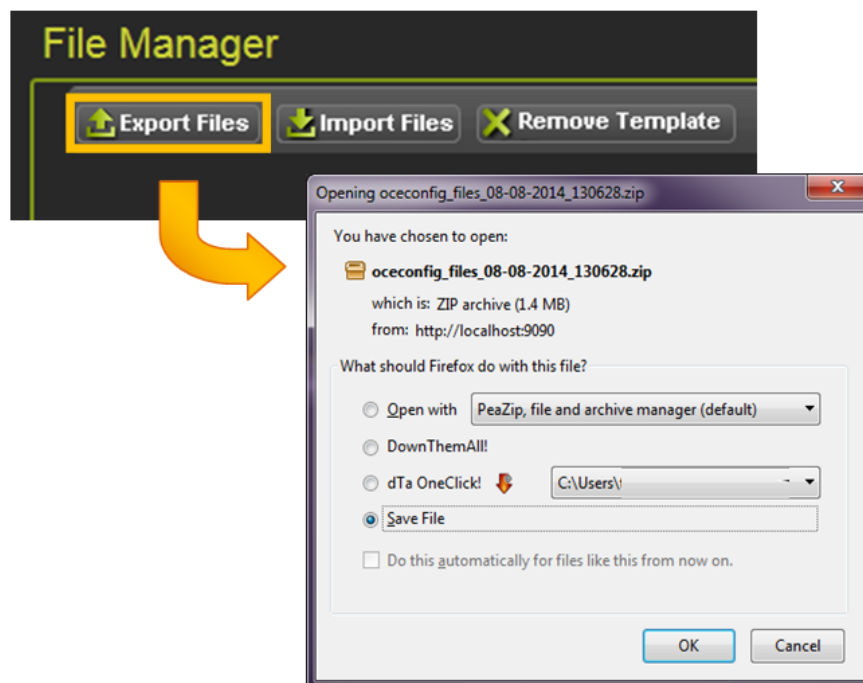 File Manager
Export Files Import Files Remove Template
Opening oceconfig_files_08-08-2014_130628.zip
You have chosen to open:
oceconfig_files_08-08-2014_130628.zip
which is: ZIP archive (1.4 MB)
from: http://localhost:9090
What should Firefox do with this file?
Open with PeaZip, file and archive manager (default)
DownThemAll!
dTa OneClick! C:\Users\
Save File
Do this automatically for files like this from now on.
OK Cancel